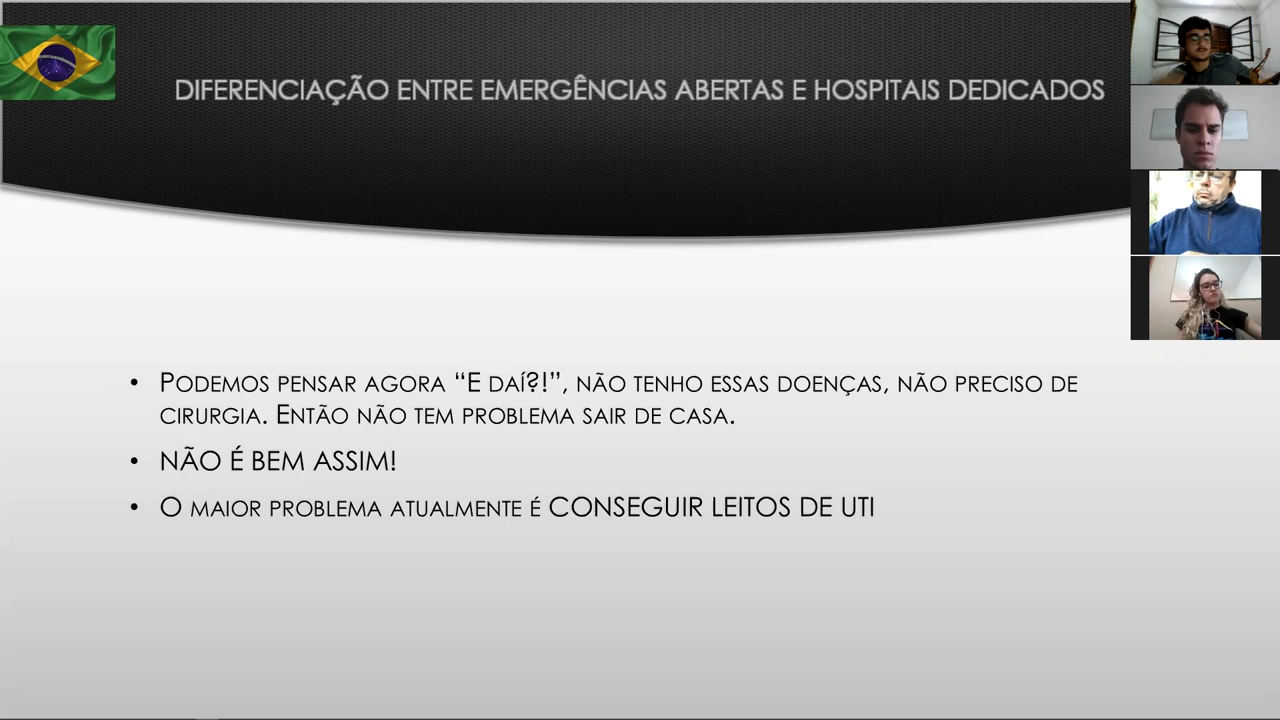 DIFERENCIAÇÃO ENTRE EMERGÊNCIAS ABERTAS E HOSPITAIS DEDICADOS
• Podemos pensar agora “E daí?!”, não tenho essas doenças, não preciso de
cirurgia. Então não tem problema sair de casa.
• NÃO É BEM ASSIM!
• O maior problema atualmente é CONSEGUIR LEITOS DE UTI